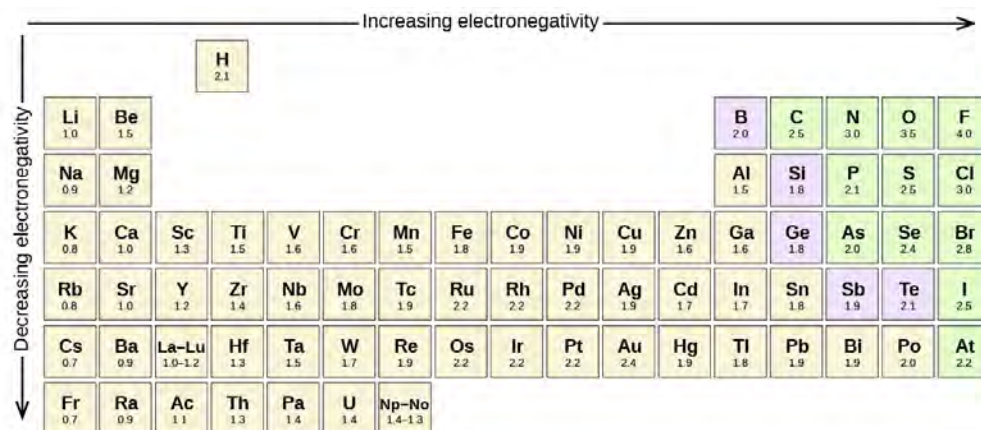 Increasing electronegativity
Decreasing electronegativity
H
2.1
Li Be B C N O F
1.0 1.5 2.0 2.5 3.0 3.5 4.0
Na Mg Al Si P S Cl
0.9 1.2 1.5 1.8 2.1 2.5 3.0
K Ca Sc Ti V Cr Mn Fe Co Ni Cu Zn Ga Ge As Se Br
0.8 1.0 1.3 1.5 1.6 1.6 1.5 1.8 1.9 1.9 1.9 1.6 1.6 1.8 2.0 2.4 2.8
Rb Sr Y Zr Nb Mo Tc Ru Rh Pd Ag Cd In Sn Sb Te I
0.8 1.0 1.2 1.4 1.6 1.8 1.9 2.2 2.2 2.2 1.9 1.7 1.7 1.8 1.9 2.1 2.5
Cs Ba La–Lu Hf Ta W Re Os Ir Pt Au Hg Tl Pb Bi Po At
0.7 0.9 1.0–1.2 1.3 1.5 1.7 1.9 2.2 2.2 2.2 2.4 1.9 1.8 1.9 1.9 2.0 2.2
Fr Ra Ac Th Pa U Np–No
0.7 0.9 1.1 1.3 1.4 1.4 1.4–1.3